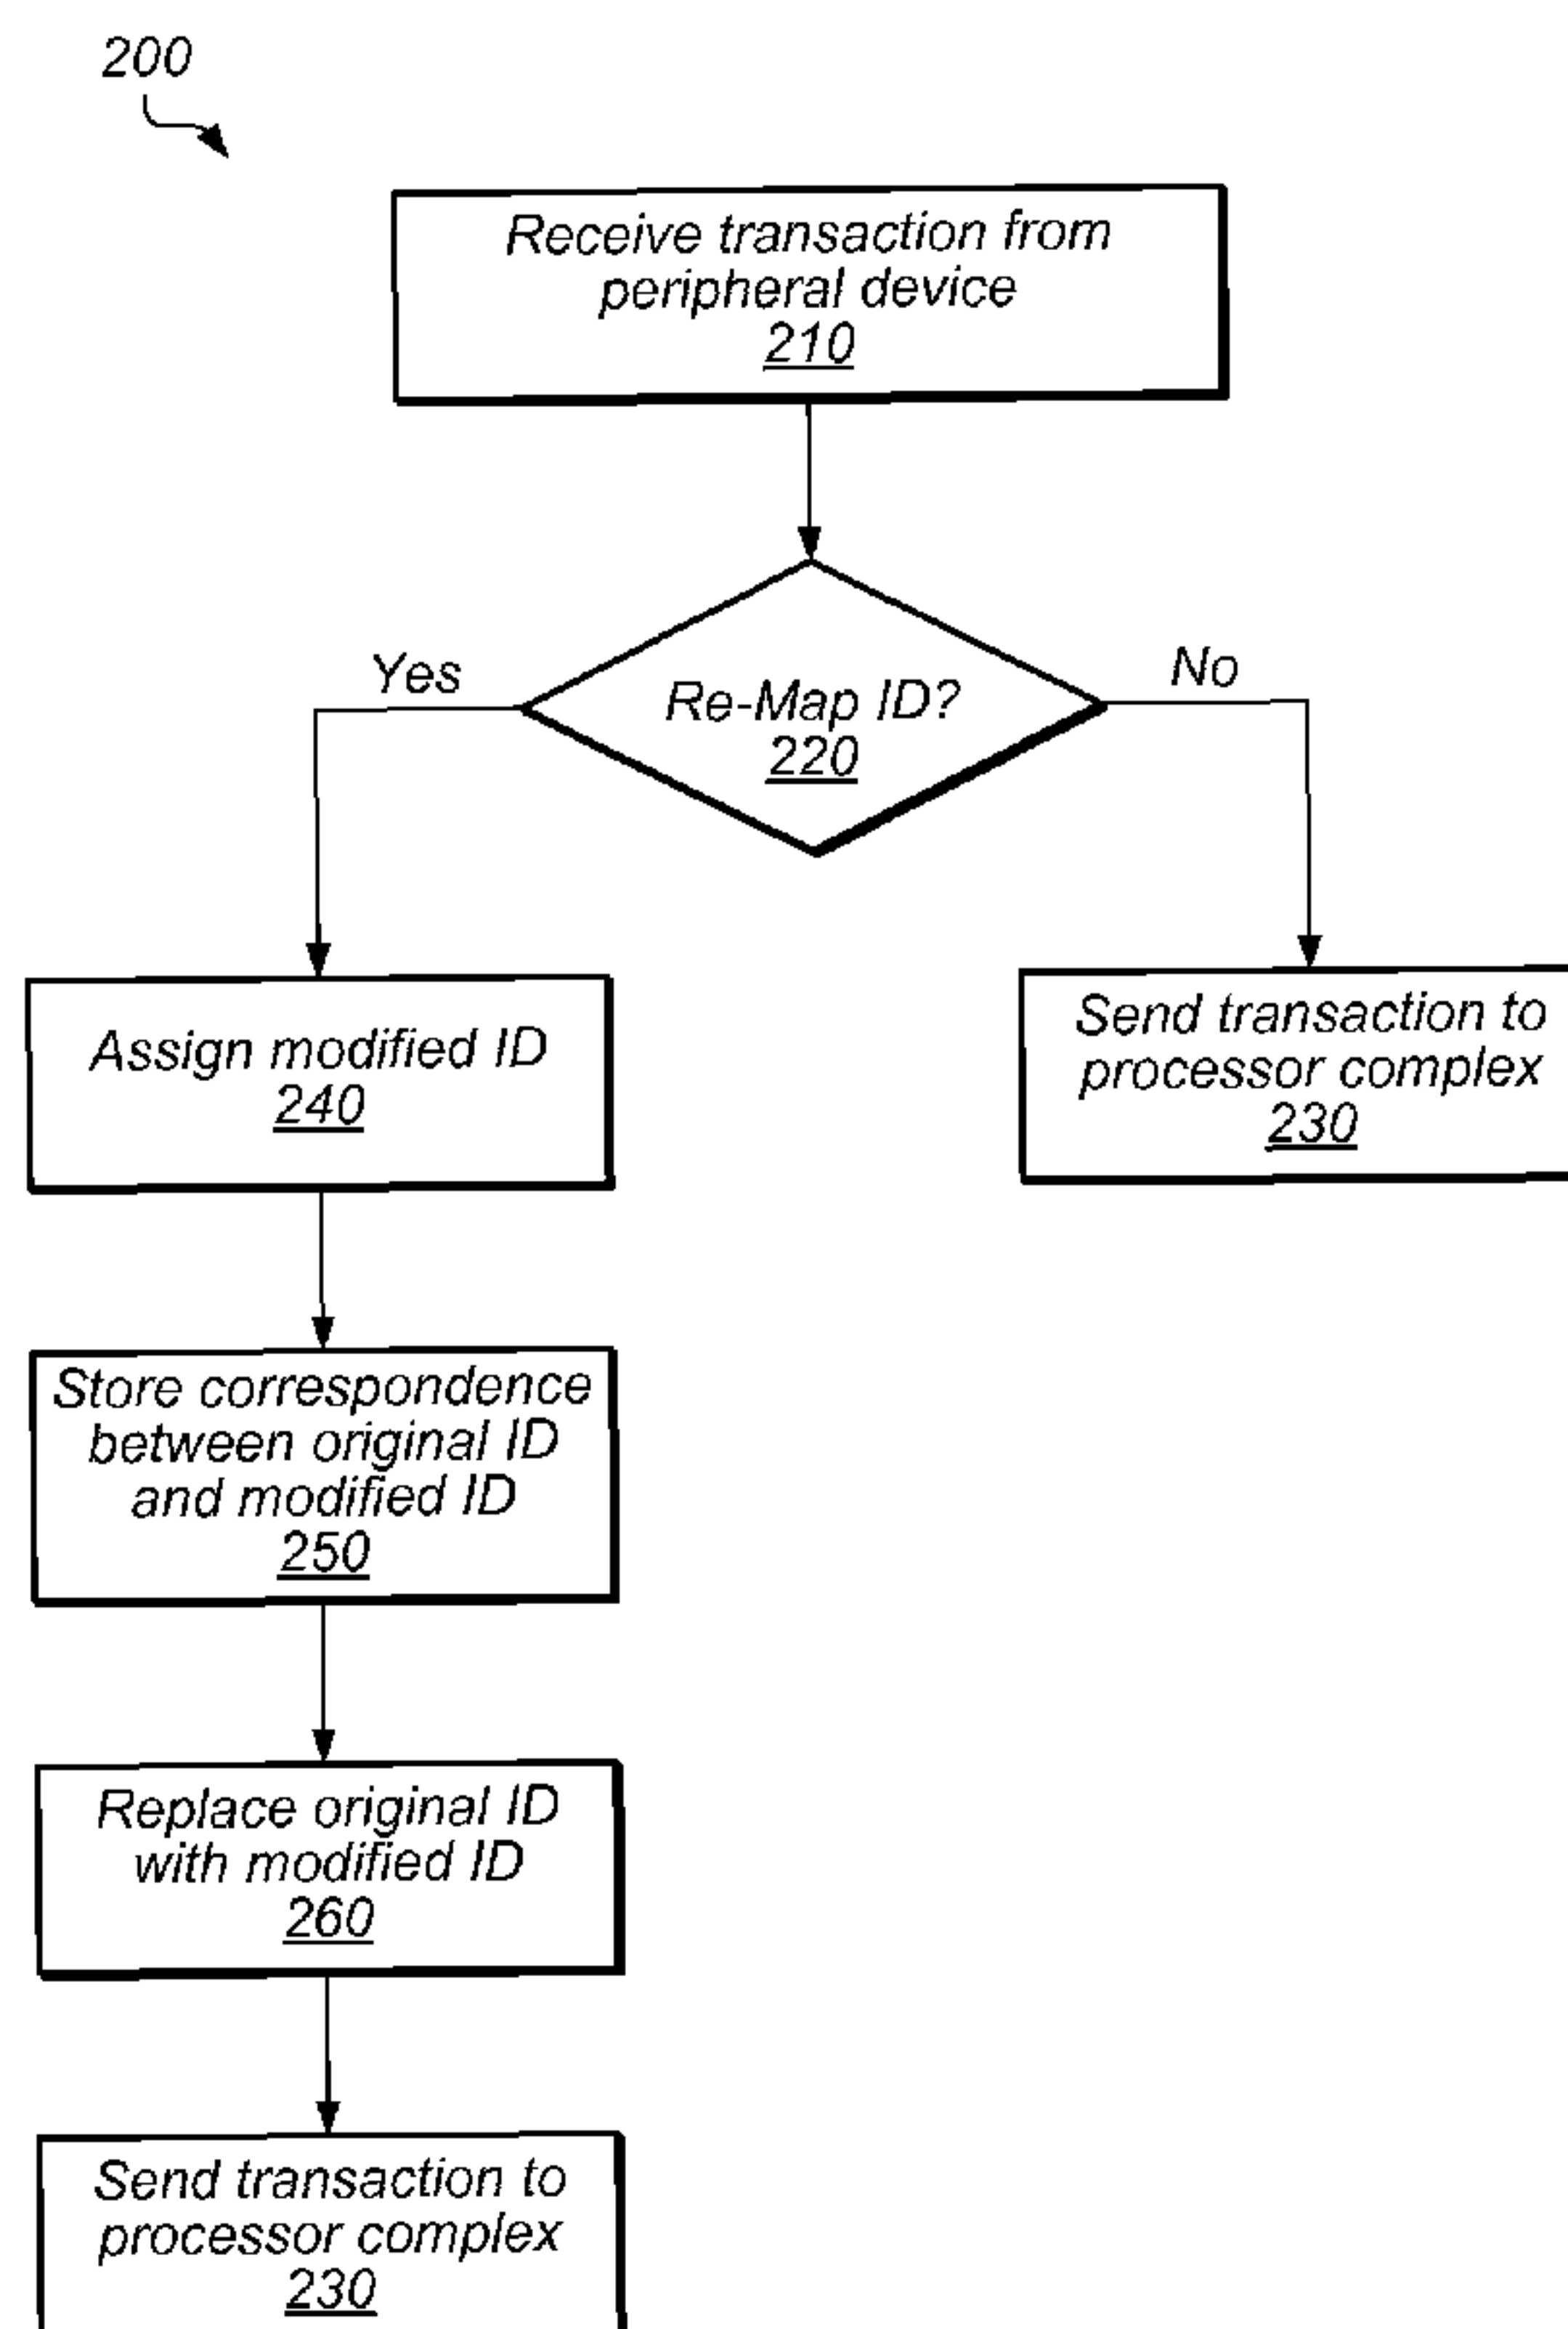 200
Receive transaction from
peripheral device
210
Yes
Re-Map ID?
220
No
Assign modified ID
240
Send transaction to
processor complex
230
Store correspondence
between original ID
and modified ID
250
Replace original ID
with modified ID
260
Send transaction to
processor complex
230